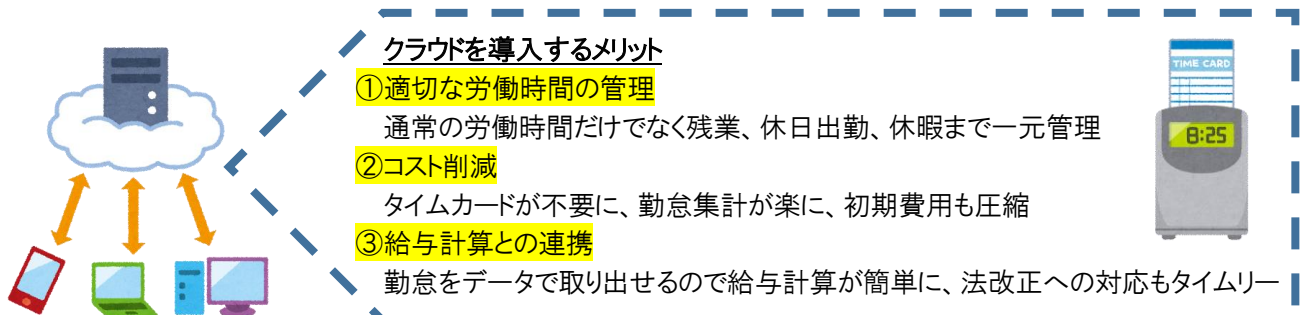 クラウドを導入するメリット
①適切な労働時間の管理
通常の労働時間だけでなく残業、休日出勤、休暇まで一元管理
②コスト削減
タイムカードが不要に、勤怠集計が楽に、初期費用も圧縮
③給与計算との連携
勤怠をデータで取り出せるので給与計算が簡単に、法改正への対応もタイムリー
TIME CARD
8:25